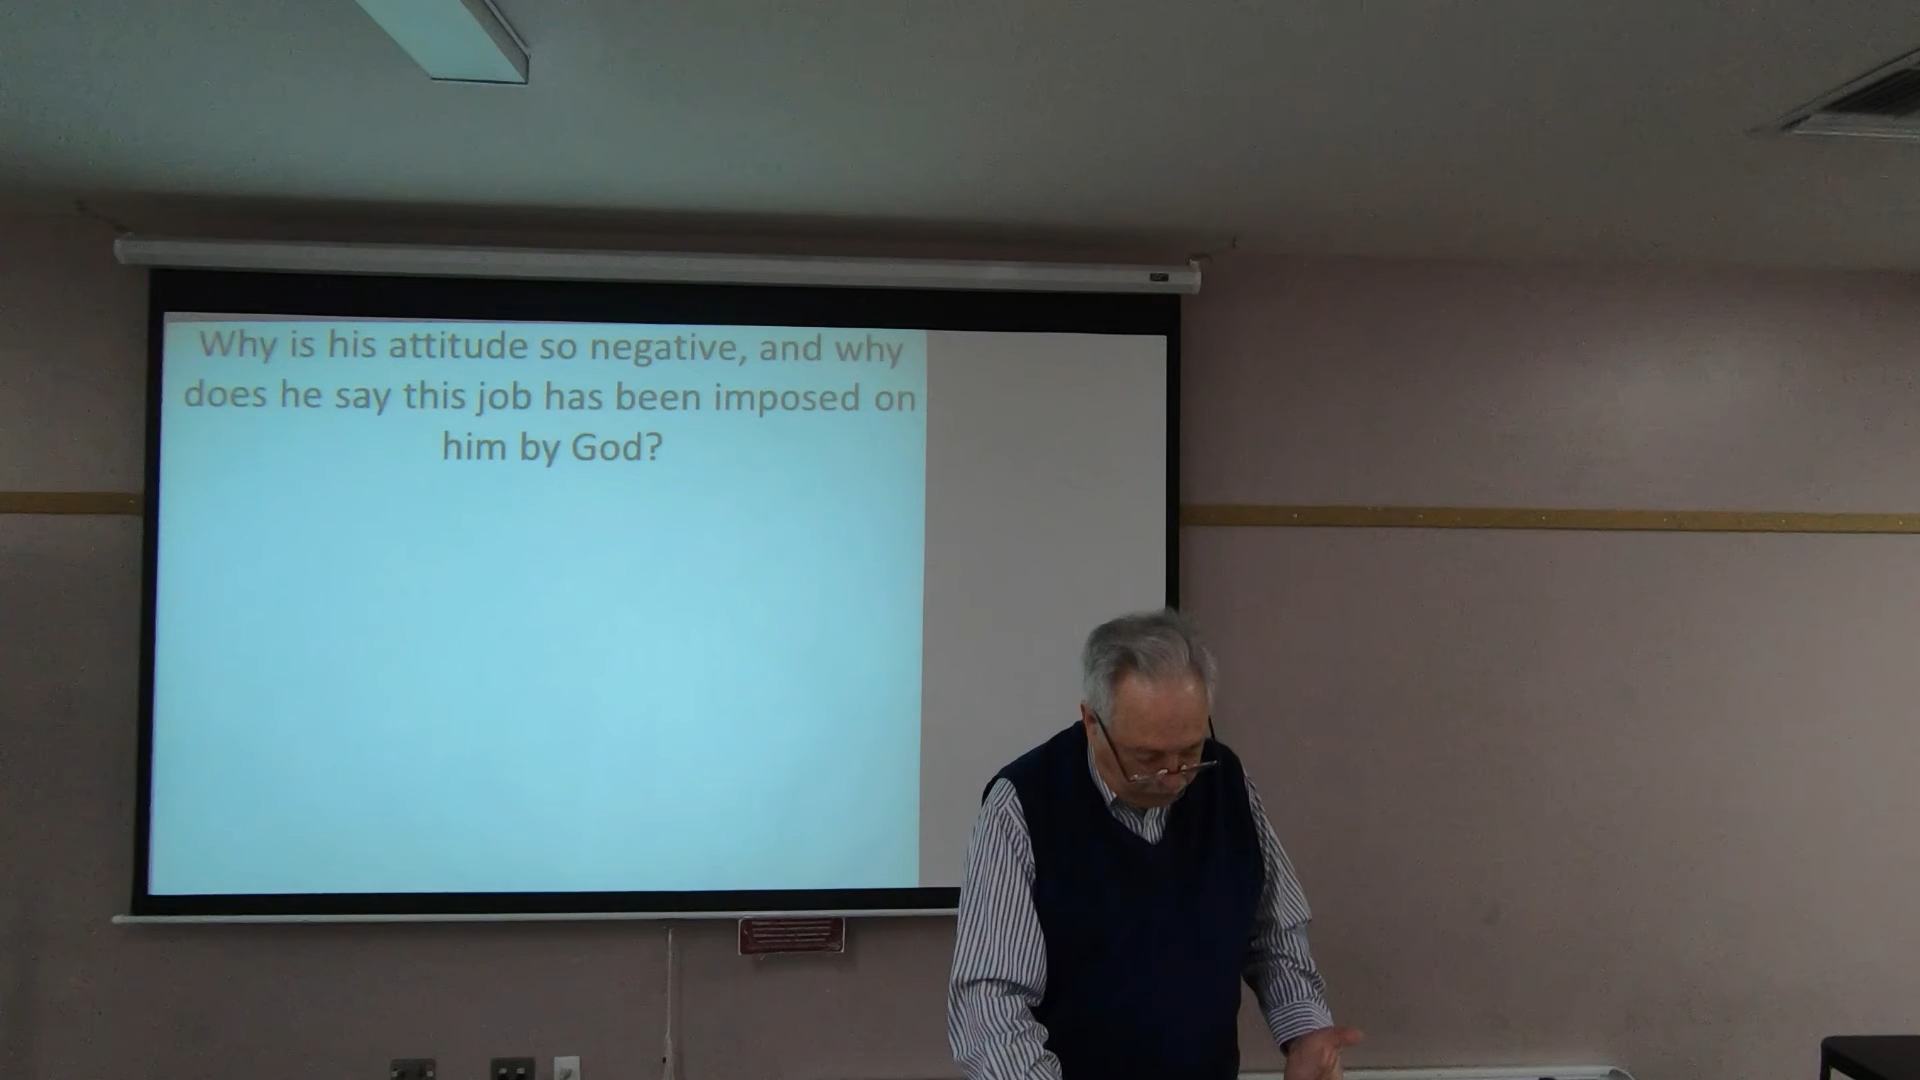 Why is his attitude so negative, and why
does he say this job has been imposed on
him by God?